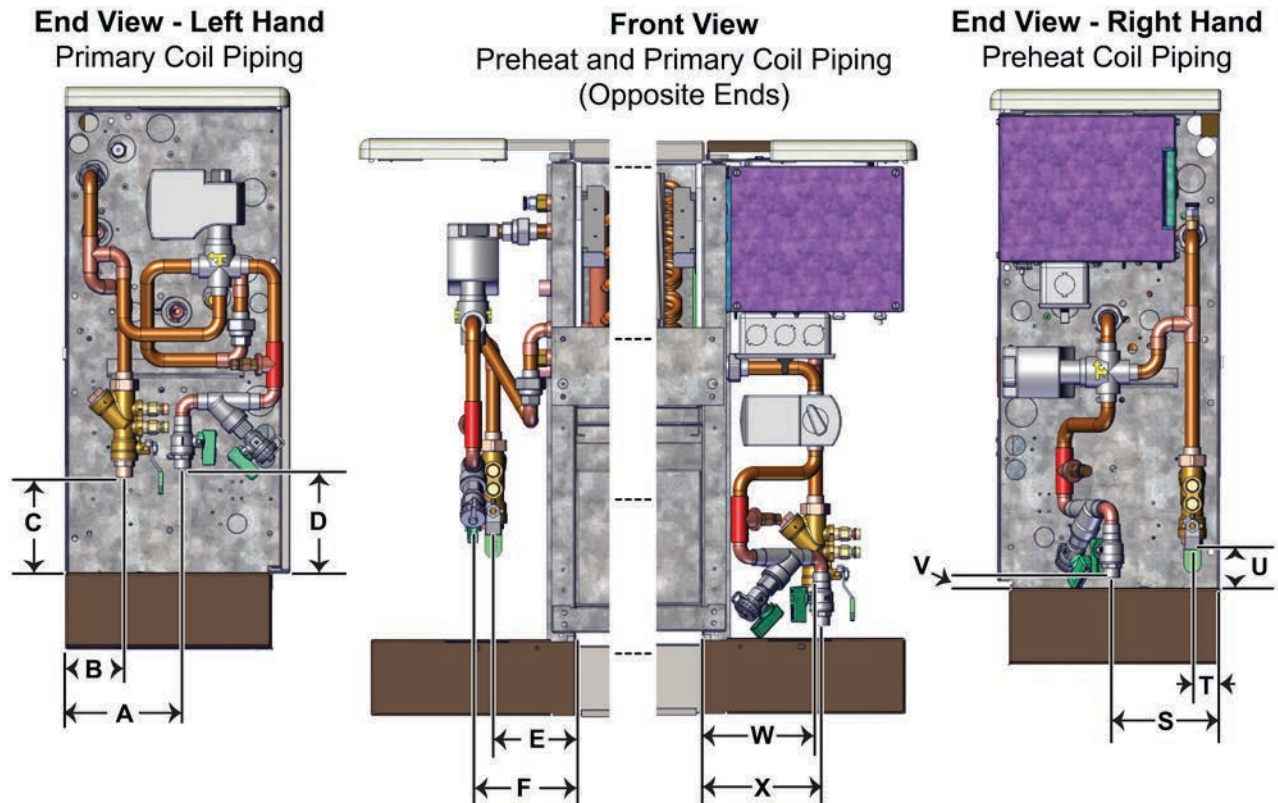 End View - Left Hand
Primary Coil Piping
Front View
Preheat and Primary Coil Piping
(Opposite Ends)
End View - Right Hand
Preheat Coil Piping
C
D
B
A
E
F
W
X
V
U
T
S